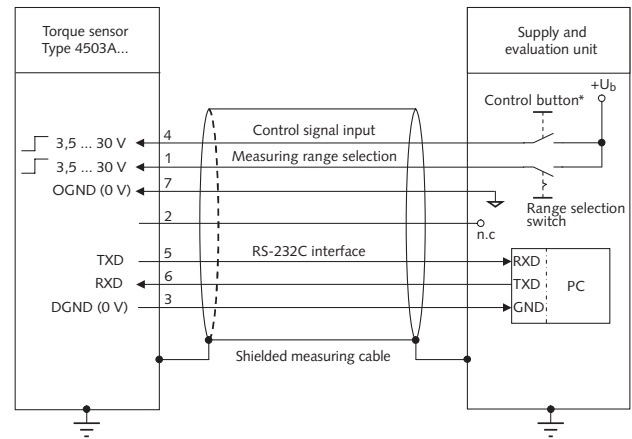 Torque sensor
Type 4503A...
Supply and
evaluation unit
+Ub
Control button*
3,5 ... 30 V
4
Control signal input
3,5 ... 30 V
1
Measuring range selection
OGND (0 V)
7
Range selection
switch
2
n.c
TXD
5
RS-232C interface
RXD
RXD
6
TXD
PC
DGND (0 V)
3
GND
Shielded measuring cable